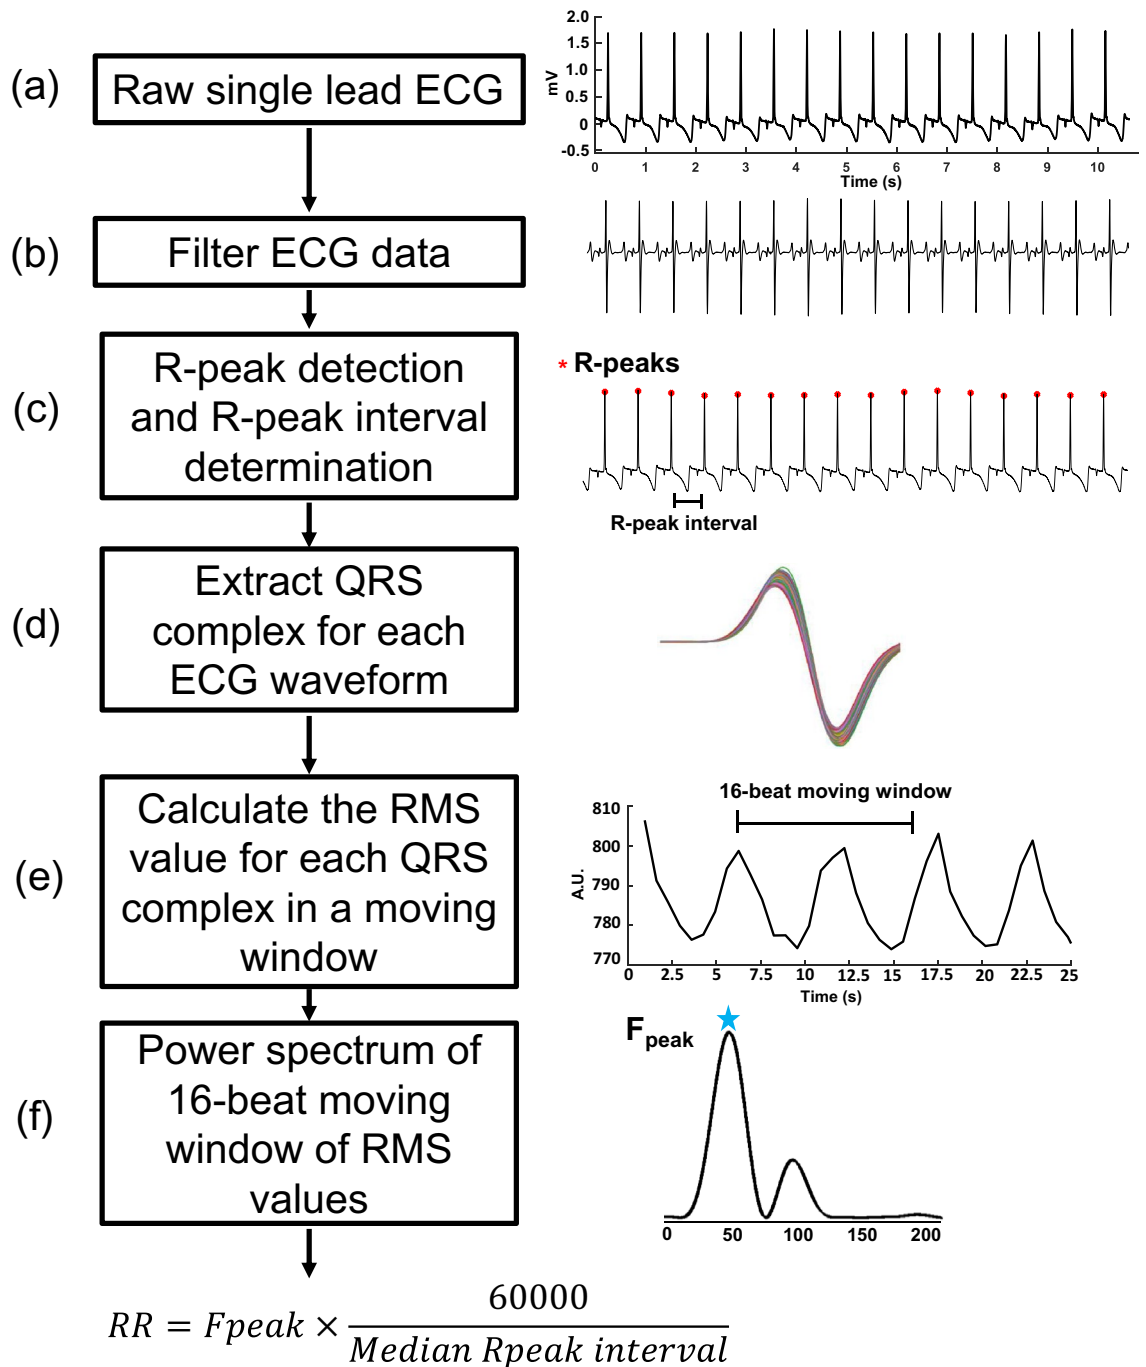 (a)
Raw single lead ECG
2.0
1.5
1.0
0.5
0
-0.5
mV
0 1 2 3 4 5 6 7 8 9 10
Time (s)
(b)
Filter ECG data
(c)
R-peak detection
and R-peak interval
determination
* R-peaks
R-peak interval
(d)
Extract QRS
complex for each
ECG waveform
(e)
Calculate the RMS
value for each QRS
complex in a moving
window
16-beat moving window
810
800
790
780
770
A.U.
0 2.5 5 7.5 10 12.5 15 17.5 20 22.5 25
Time (s)
(f)
Power spectrum of
16-beat moving
window of RMS
values
Fpeak
0 50 100 150 200
RR = Fpeak × 60000 / Median Rpeak interval